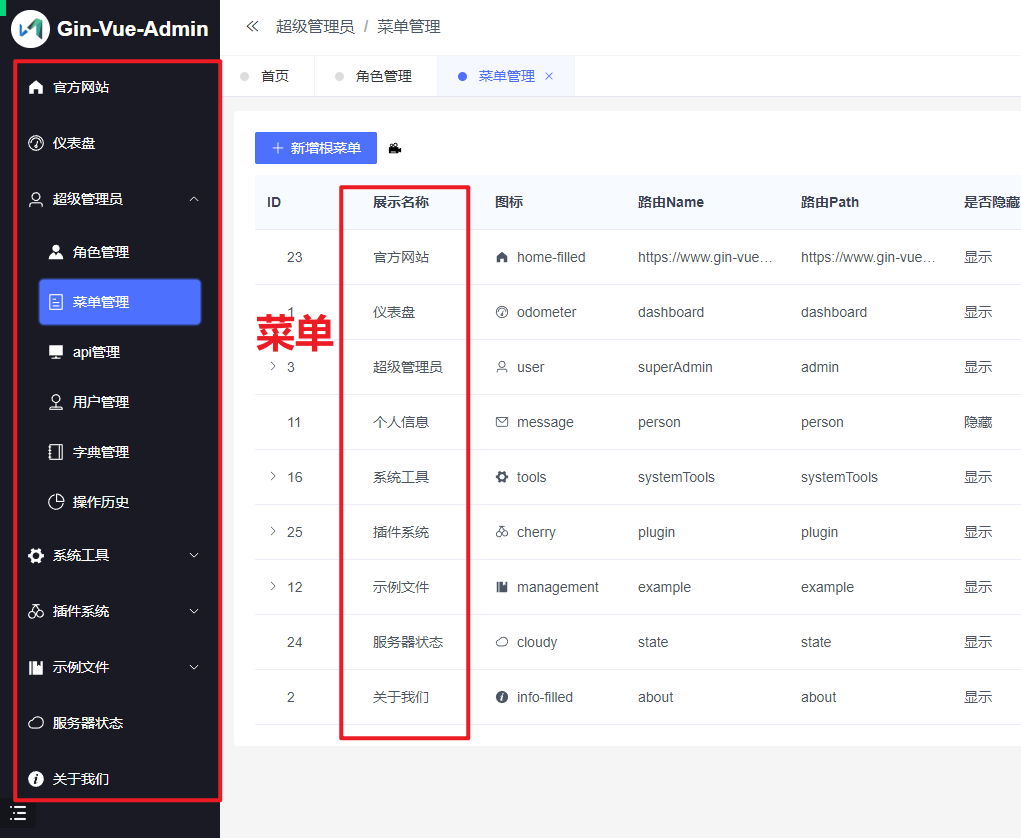 Gin-Vue-Admin
官方网站
仪表盘
超级管理员
角色管理
菜单管理
api管理
用户管理
字典管理
操作历史
系统工具
插件系统
示例文件
服务器状态
关于我们
超级管理员 / 菜单管理
首页 角色管理 菜单管理 ×
+ 新增根菜单
ID 展示名称 图标 路由Name 路由Path 是否隐藏
23 官方网站 home-filled https://www.gin-vue… https://www.gin-vue… 显示
1 仪表盘 odometer dashboard dashboard 显示
菜单
3 超级管理员 user superAdmin admin 显示
11 个人信息 message person person 隐藏
16 系统工具 tools systemTools systemTools 显示
25 插件系统 cherry plugin plugin 显示
12 示例文件 management example example 显示
24 服务器状态 cloudy state state 显示
2 关于我们 info-filled about about 显示